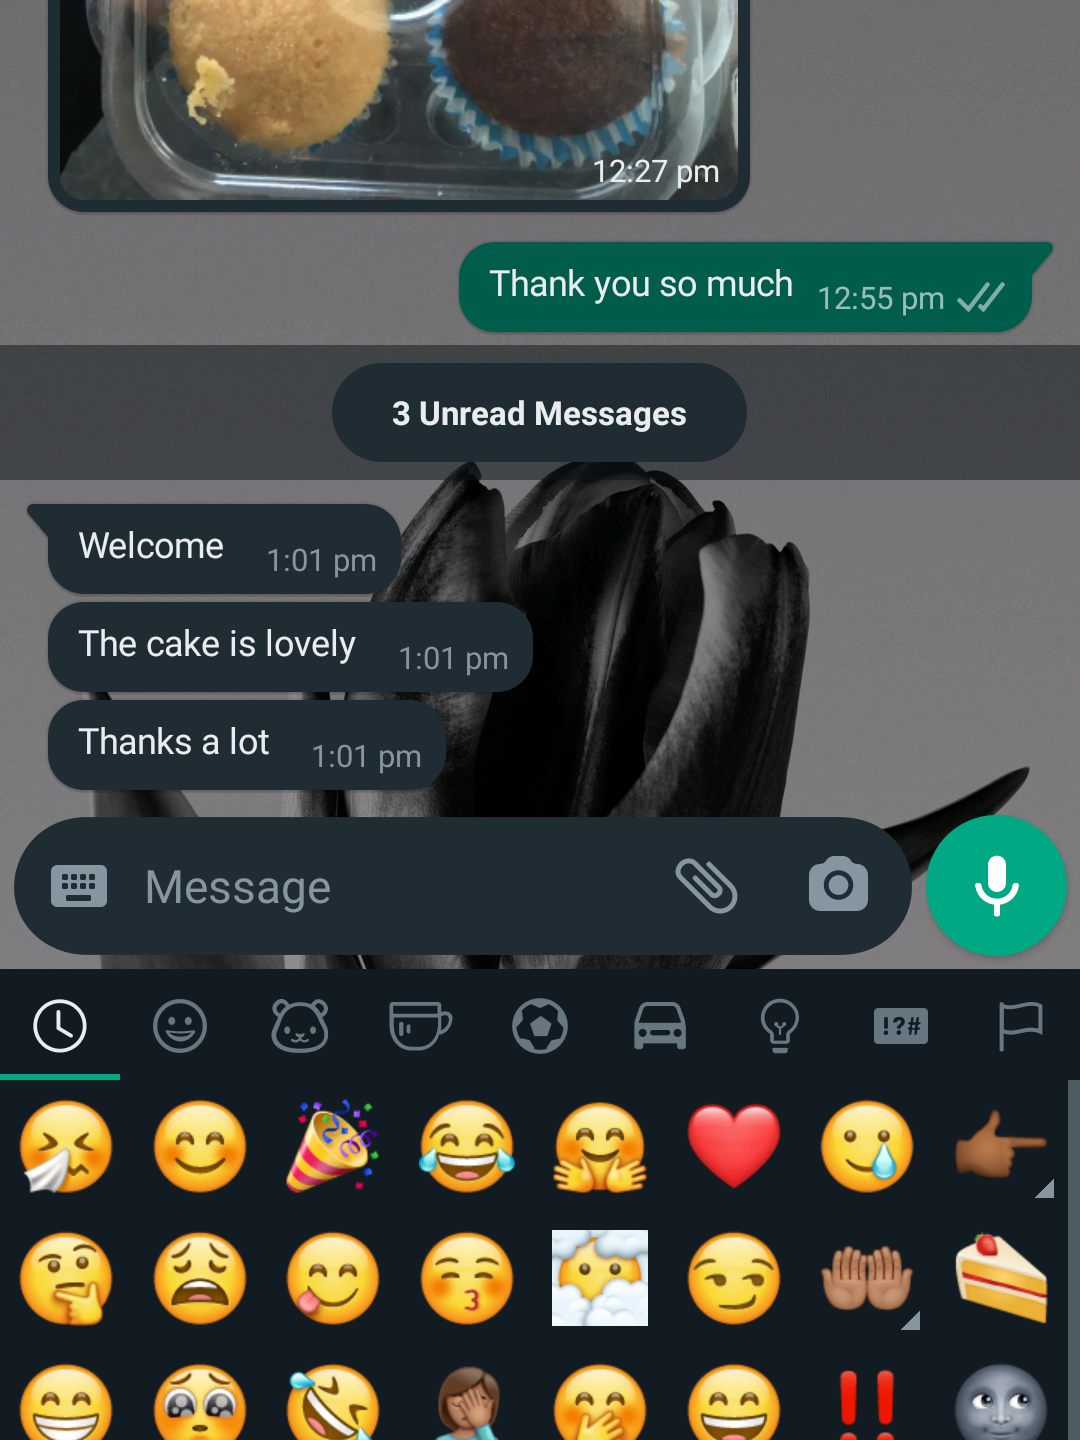 12:27 pm
Thank you so much 12:55 pm
3 Unread Messages
Welcome 1:01 pm
The cake is lovely 1:01 pm
Thanks a lot 1:01 pm
Message
!?#